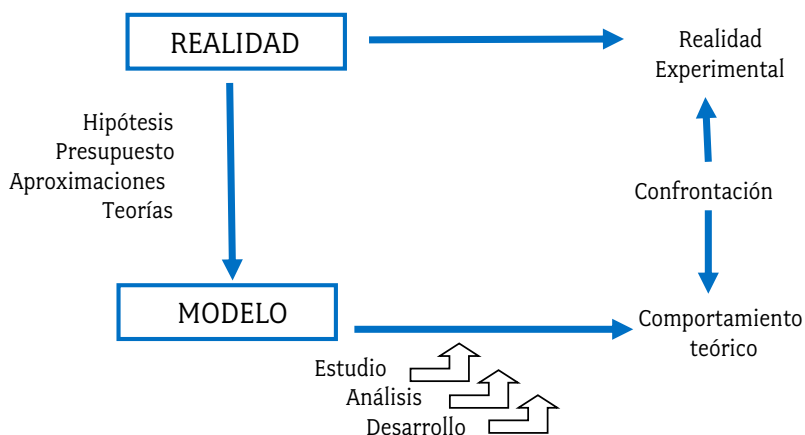 REALIDAD
Realidad
Experimental
Hipótesis
Presupuesto
Aproximaciones
Teorías
Confrontación
MODELO
Comportamiento
teórico
Estudio
Análisis
Desarrollo